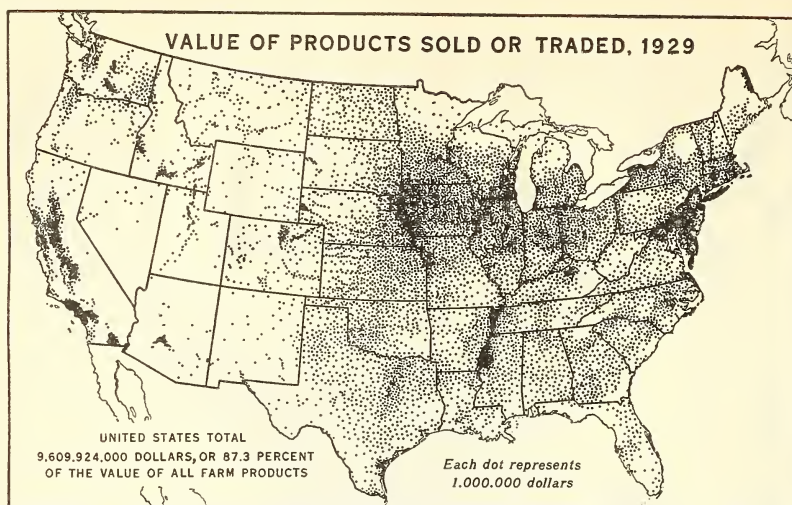 VALUE OF PRODUCTS SOLD OR TRADED, 1929
UNITED STATES TOTAL
9,609,924,000 DOLLARS, OR 87.3 PERCENT
OF THE VALUE OF ALL FARM PRODUCTS
Each dot represents
1.000.000 dollars